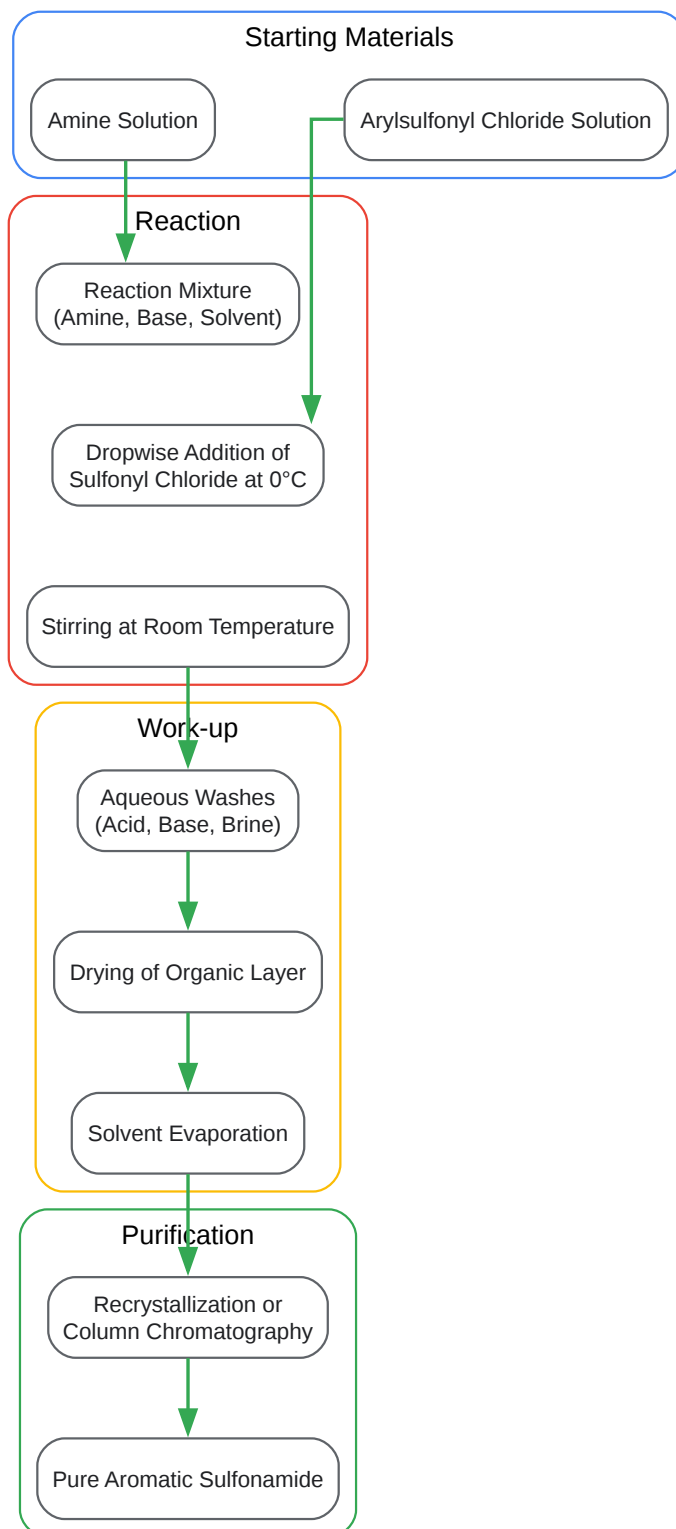 Starting Materials
Amine Solution
Arylsulfonyl Chloride Solution
Reaction
Reaction Mixture
(Amine, Base, Solvent)
Dropwise Addition of
Sulfonyl Chloride at 0°C
Stirring at Room Temperature
Work-up
Aqueous Washes
(Acid, Base, Brine)
Drying of Organic Layer
Solvent Evaporation
Purification
Recrystallization or
Column Chromatography
Pure Aromatic Sulfonamide